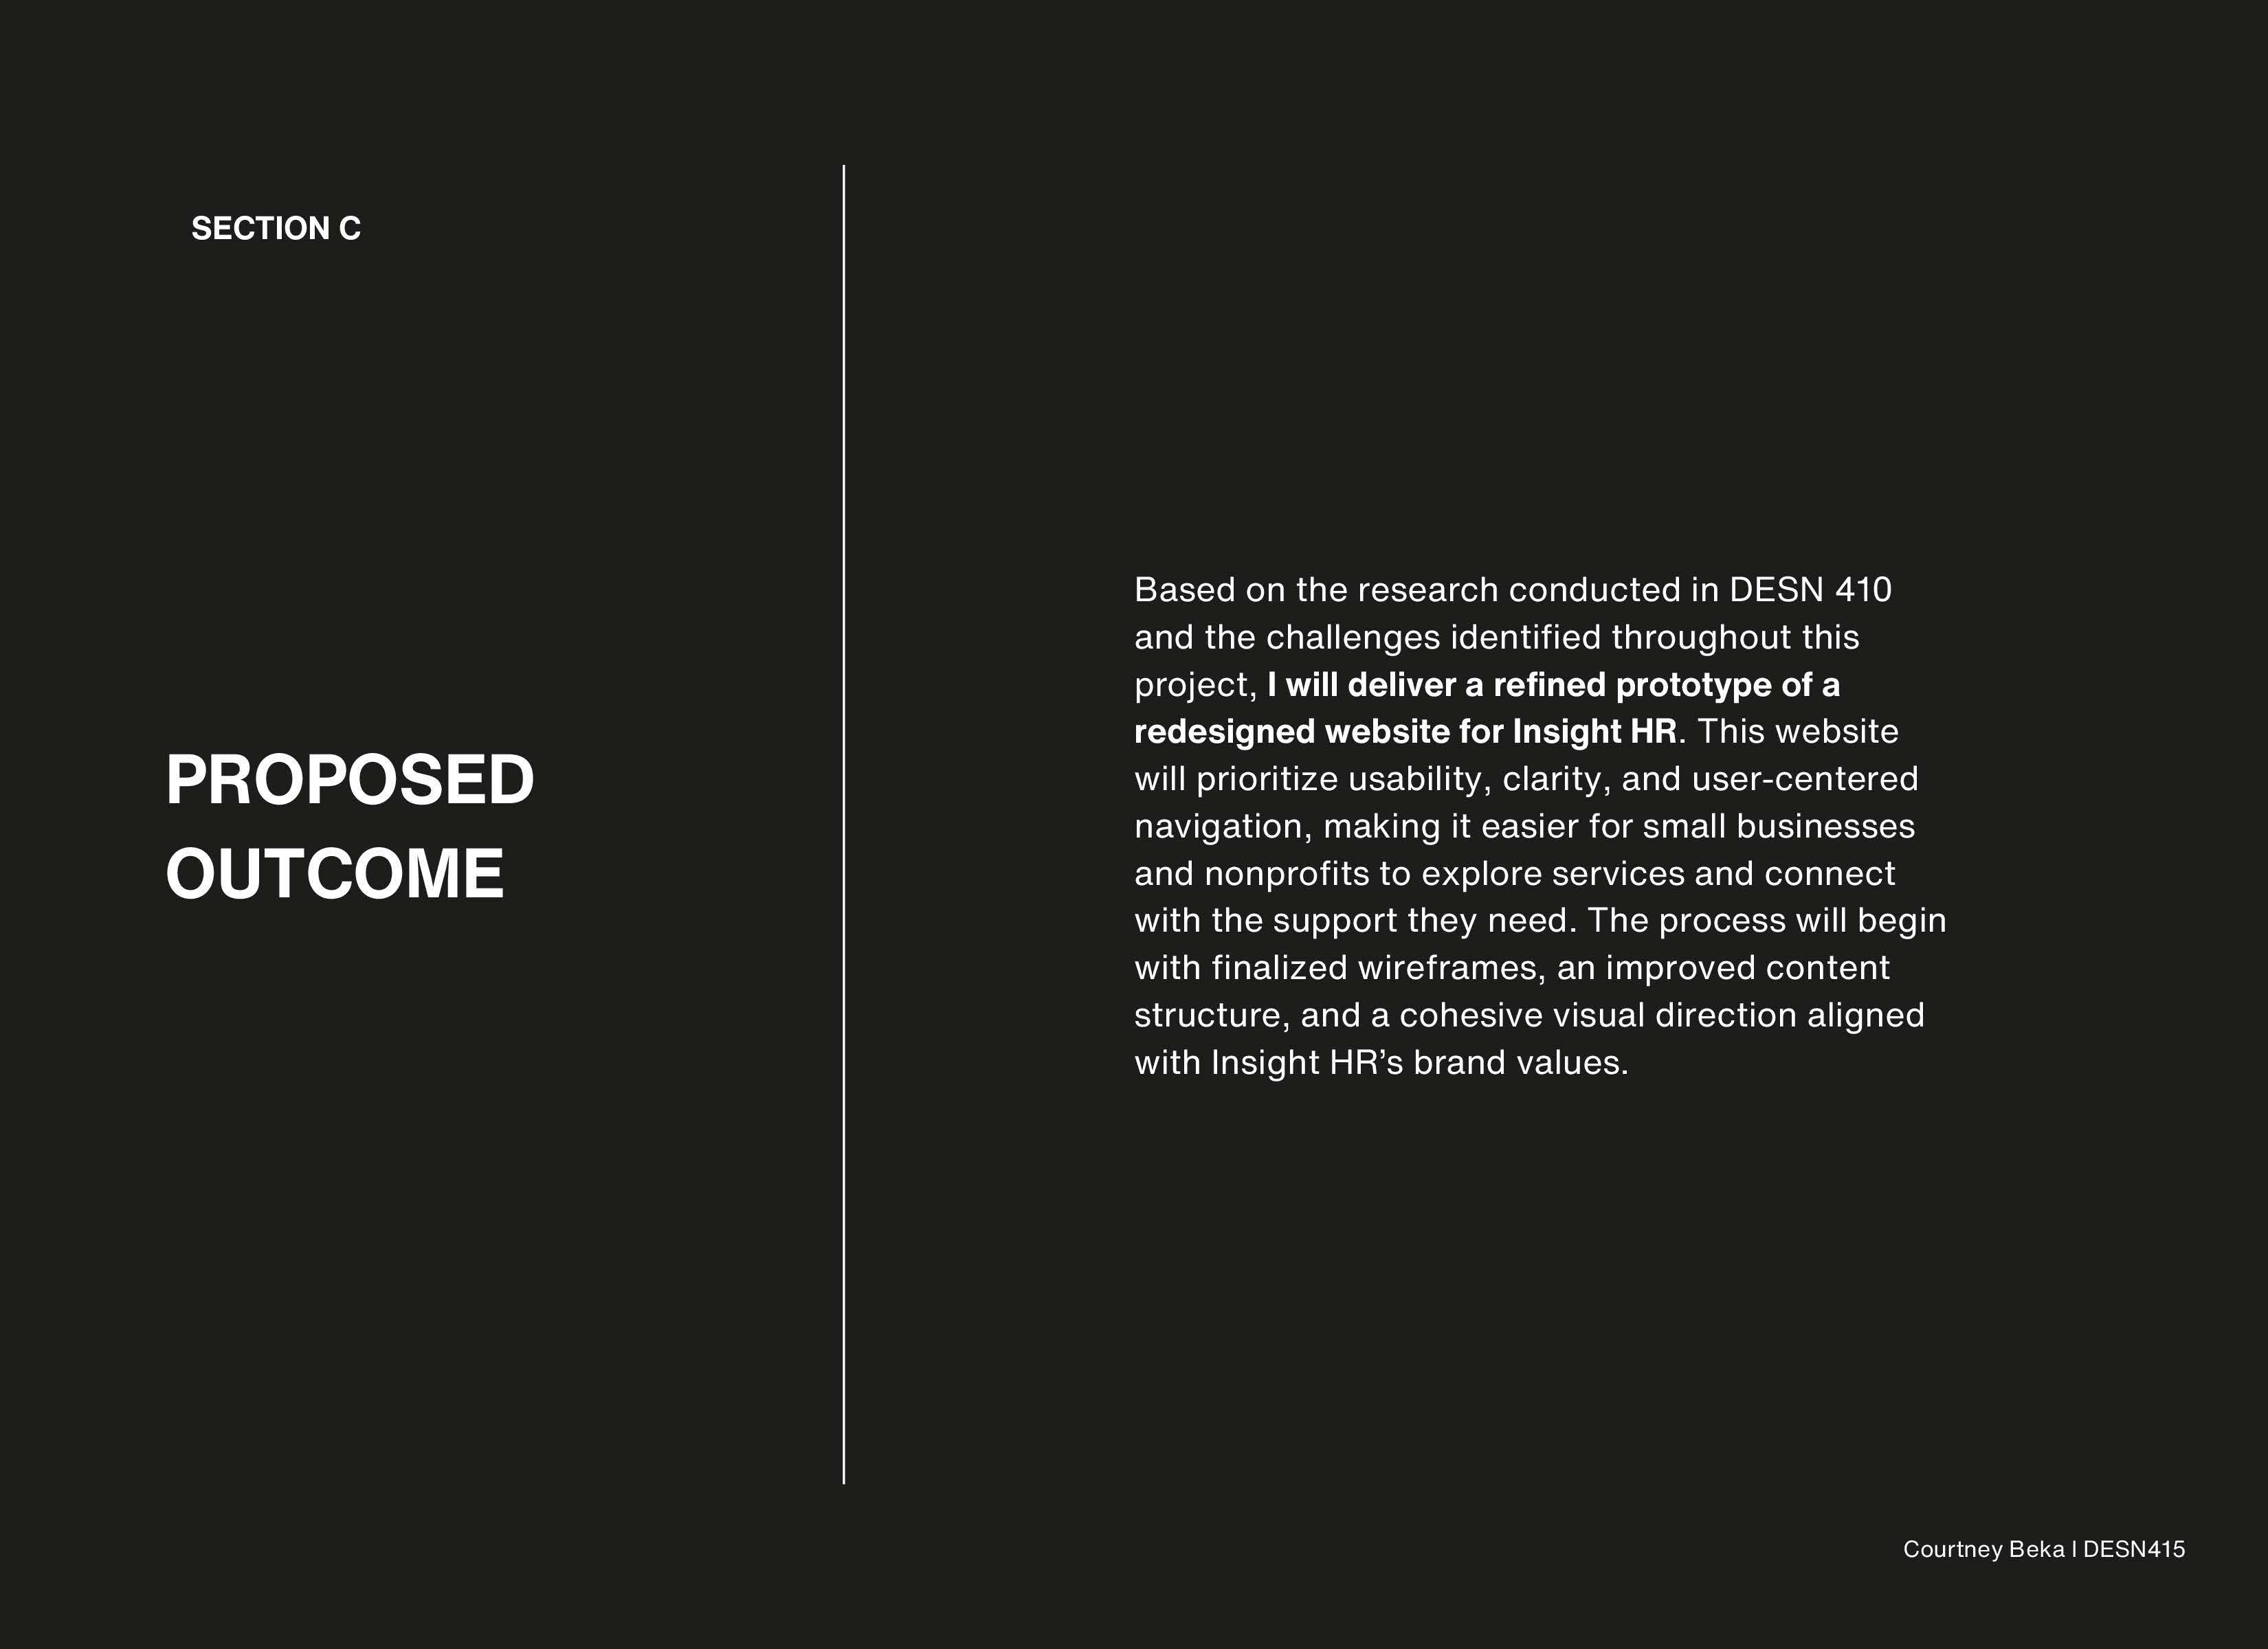 SECTION C
PROPOSED
OUTCOME
Based on the research conducted in DESN 410
and the challenges identified throughout this
project, I will deliver a refined prototype of a
redesigned website for Insight HR. This website
will prioritize usability, clarity, and user-centered
navigation, making it easier for small businesses
and nonprofits to explore services and connect
with the support they need. The process will begin
with finalized wireframes, an improved content
structure, and a cohesive visual direction aligned
with Insight HR’s brand values.
Courtney Beka | DESN415